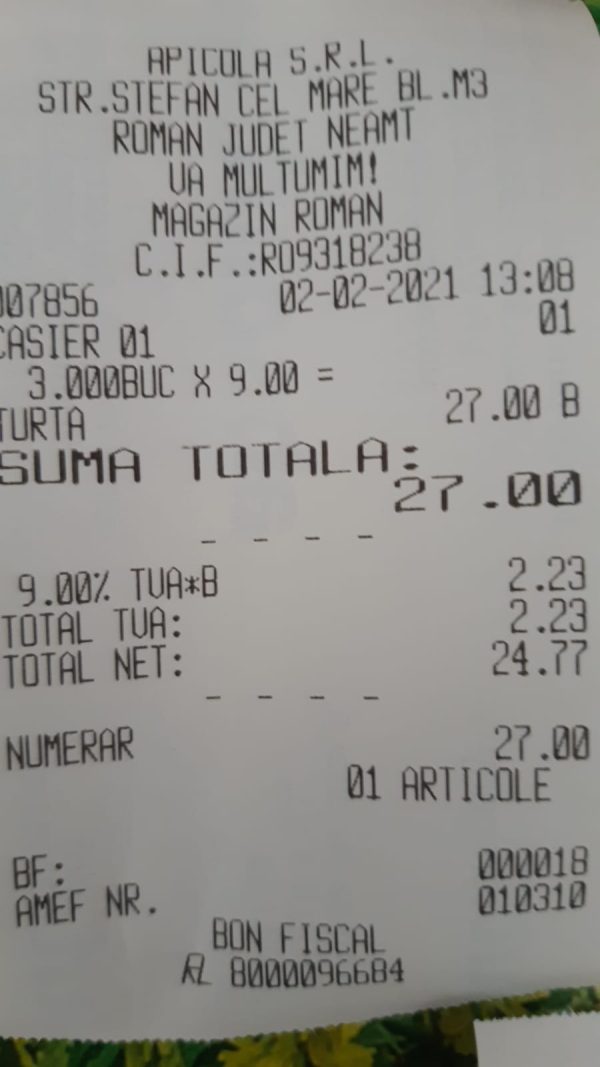 APICOLA S.R.L.
STR.STEFAN CEL MARE BL.M3
ROMAN JUDET NEAMT
VA MULTUMIM!
MAGAZIN ROMAN
C.I.F.:RO9318238
007856 02-02-2021 13:08
CASIER 01 01
3.000BUC X 9.00 =
TURTA 27.00 B
SUMA TOTALA:
27.00
- - - -
9.00% TVA*B 2.23
TOTAL TVA: 2.23
TOTAL NET: 24.77
- - - -
NUMERAR 27.00
01 ARTICOLE
BF: 000018
AMEF NR. 010310
BON FISCAL
8000096684